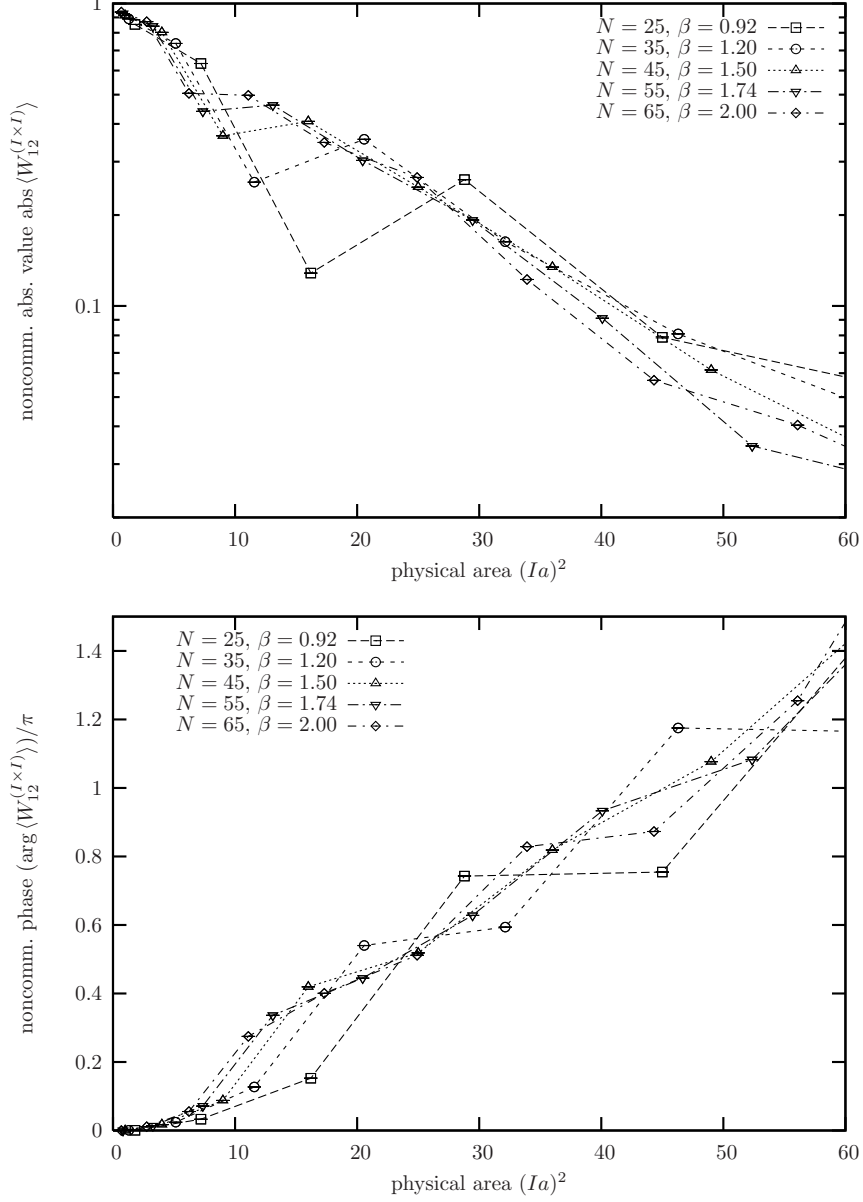 noncomm. abs. value abs ⟨W₁₂^(I×I)⟩
1
0.1
N = 25, β = 0.92
N = 35, β = 1.20
N = 45, β = 1.50
N = 55, β = 1.74
N = 65, β = 2.00
0 10 20 30 40 50 60
physical area (Ia)²
noncomm. phase (arg ⟨W₁₂^(I×I)⟩)/π
1.4
1.2
1
0.8
0.6
0.4
0.2
0
N = 25, β = 0.92
N = 35, β = 1.20
N = 45, β = 1.50
N = 55, β = 1.74
N = 65, β = 2.00
0 10 20 30 40 50 60
physical area (Ia)²